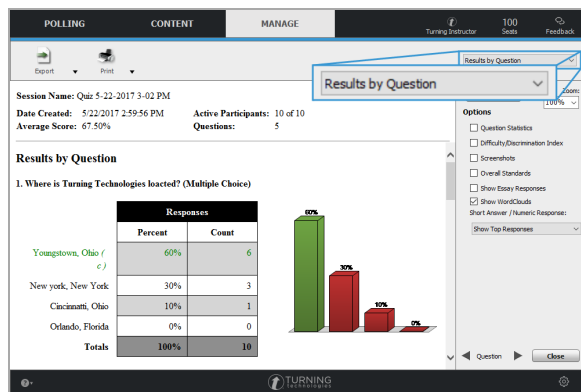 POLLING CONTENT MANAGE
Turning Instructor 100 Seats Feedback
Export Print
Results by Question
Results by Question
Zoom:
100%
Session Name: Quiz 5-22-2017 3-02 PM
Date Created: 5/22/2017 2:59:56 PM Active Participants: 10 of 10
Average Score: 67.50% Questions: 5
Results by Question
1. Where is Turning Technologies loacted? (Multiple Choice)
Responses
Percent Count
Youngstown, Ohio (c) 60% 6
New york, New York 30% 3
Cincinnatti, Ohio 10% 1
Orlando, Florida 0% 0
Totals 100% 10
60%
30%
10%
0%
Options
Question Statistics
Difficulty/Discrimination Index
Screenshots
Overall Standards
Show Essay Responses
Show WordClouds
Short Answer / Numeric Response:
Show Top Responses
Question Close
TURNING
technologies